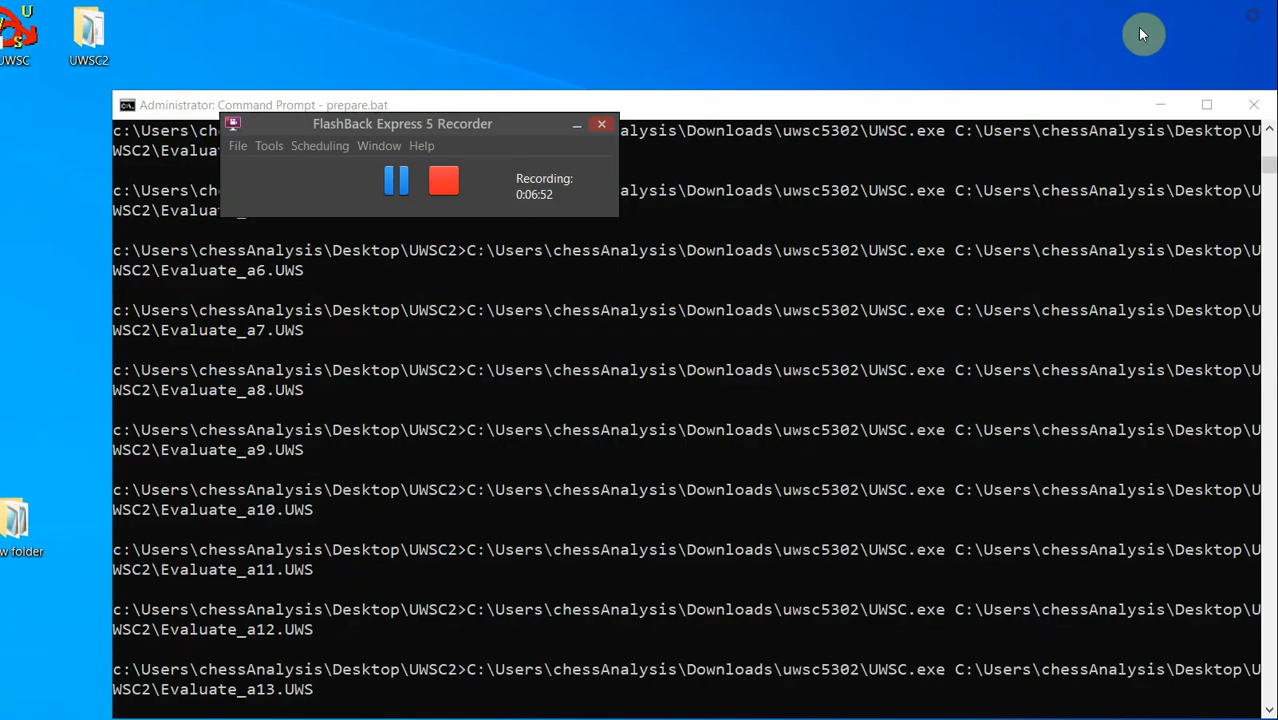 U
S
UWSC
UWSC2
Administrator: Command Prompt - prepare.bat
FlashBack Express 5 Recorder
File Tools Scheduling Window Help
Recording:
0:06:52
c:\Users\che
Analysis\Downloads\uwsc5302\UWSC.exe C:\Users\chessAnalysis\Desktop\U
WSC2\Evalua
Analysis\Downloads\uwsc5302\UWSC.exe C:\Users\chessAnalysis\Desktop\U
WSC2\Evalua
c:\Users\chessAnalysis\Desktop\UWSC2>C:\Users\chessAnalysis\Downloads\uwsc5302\UWSC.exe C:\Users\chessAnalysis\Desktop\U
WSC2\Evaluate_a6.UWS
c:\Users\chessAnalysis\Desktop\UWSC2>C:\Users\chessAnalysis\Downloads\uwsc5302\UWSC.exe C:\Users\chessAnalysis\Desktop\U
WSC2\Evaluate_a7.UWS
c:\Users\chessAnalysis\Desktop\UWSC2>C:\Users\chessAnalysis\Downloads\uwsc5302\UWSC.exe C:\Users\chessAnalysis\Desktop\U
WSC2\Evaluate_a8.UWS
c:\Users\chessAnalysis\Desktop\UWSC2>C:\Users\chessAnalysis\Downloads\uwsc5302\UWSC.exe C:\Users\chessAnalysis\Desktop\U
WSC2\Evaluate_a9.UWS
c:\Users\chessAnalysis\Desktop\UWSC2>C:\Users\chessAnalysis\Downloads\uwsc5302\UWSC.exe C:\Users\chessAnalysis\Desktop\U
WSC2\Evaluate_a10.UWS
w folder
c:\Users\chessAnalysis\Desktop\UWSC2>C:\Users\chessAnalysis\Downloads\uwsc5302\UWSC.exe C:\Users\chessAnalysis\Desktop\U
WSC2\Evaluate_a11.UWS
c:\Users\chessAnalysis\Desktop\UWSC2>C:\Users\chessAnalysis\Downloads\uwsc5302\UWSC.exe C:\Users\chessAnalysis\Desktop\U
WSC2\Evaluate_a12.UWS
c:\Users\chessAnalysis\Desktop\UWSC2>C:\Users\chessAnalysis\Downloads\uwsc5302\UWSC.exe C:\Users\chessAnalysis\Desktop\U
WSC2\Evaluate_a13.UWS